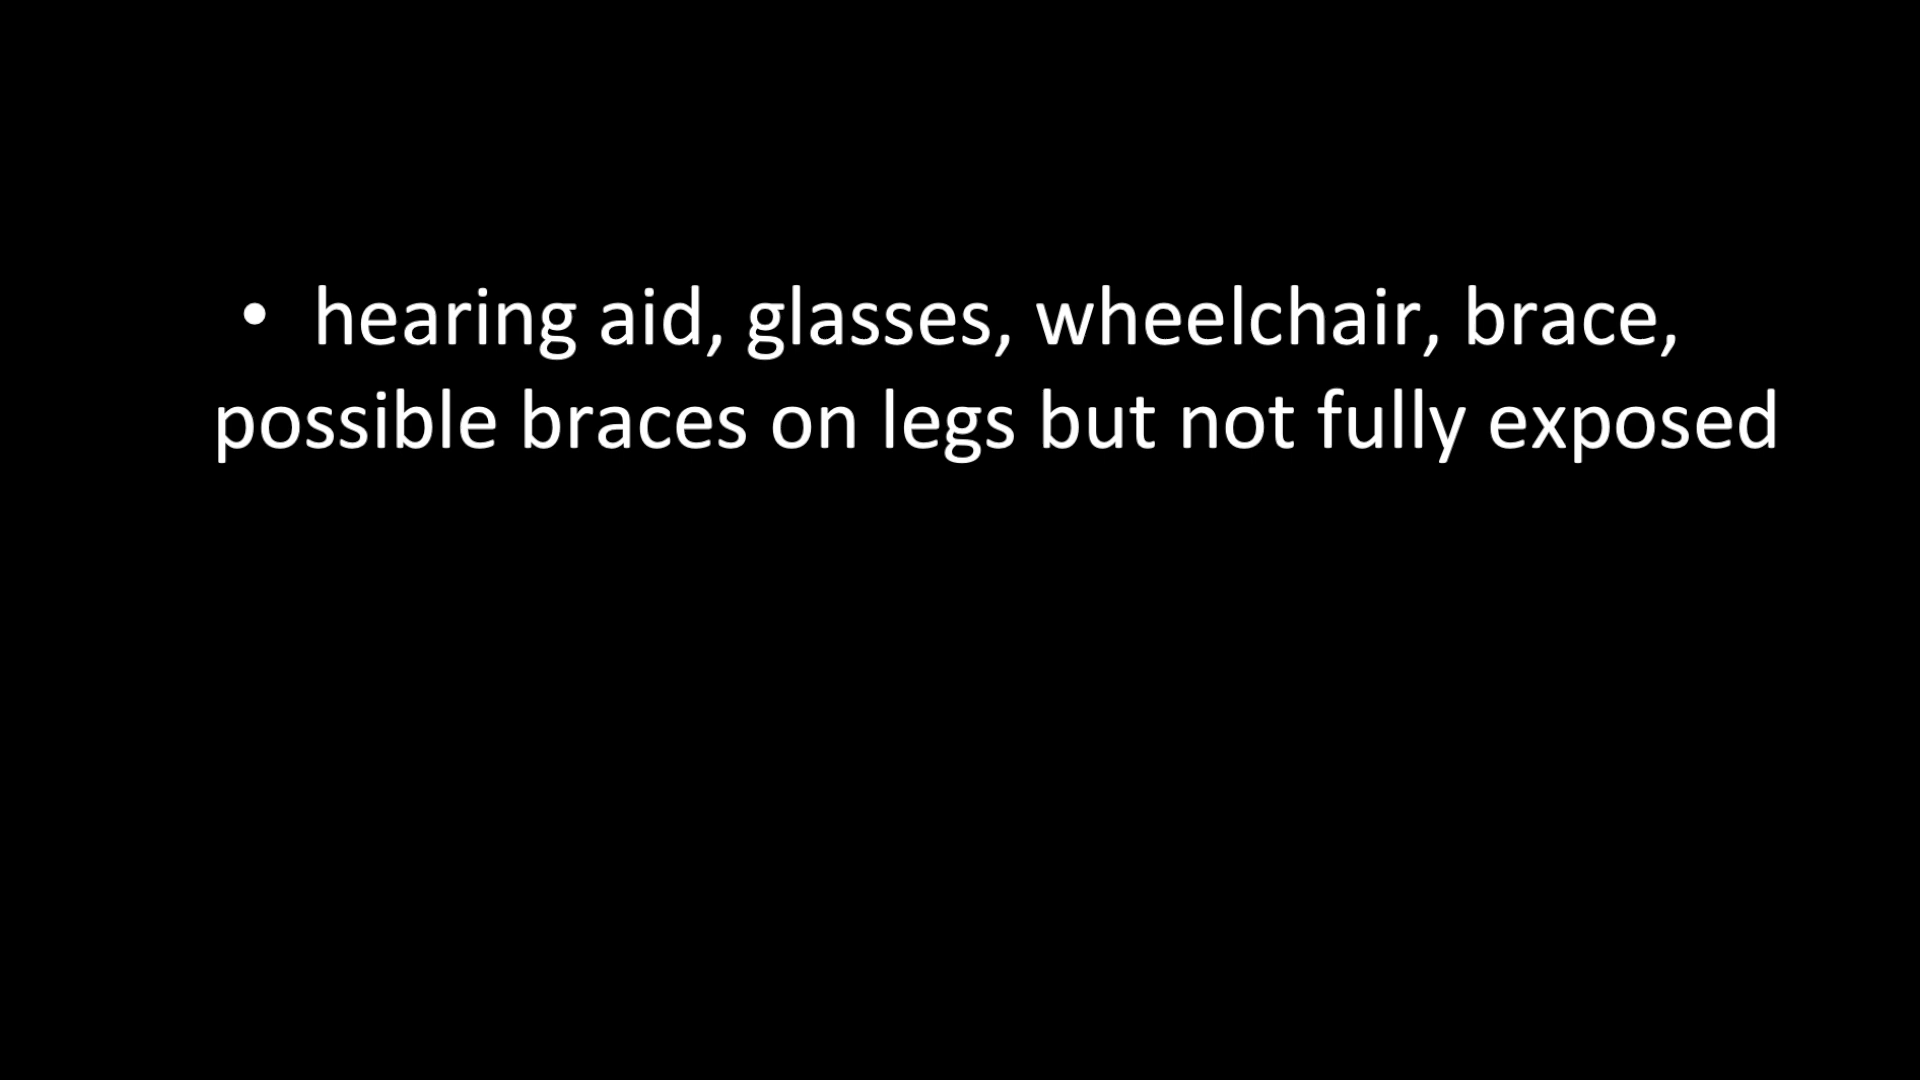 • hearing aid, glasses, wheelchair, brace,
possible braces on legs but not fully exposed